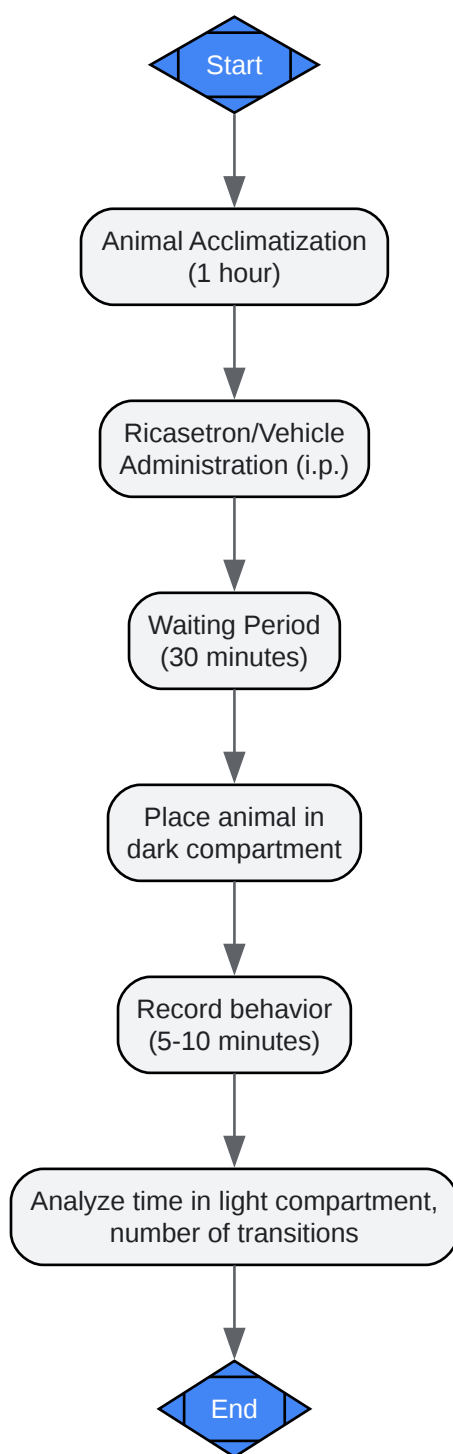 Start
Animal Acclimatization
(1 hour)
Ricasetron/Vehicle
Administration (i.p.)
Waiting Period
(30 minutes)
Place animal in
dark compartment
Record behavior
(5-10 minutes)
Analyze time in light compartment,
number of transitions
End